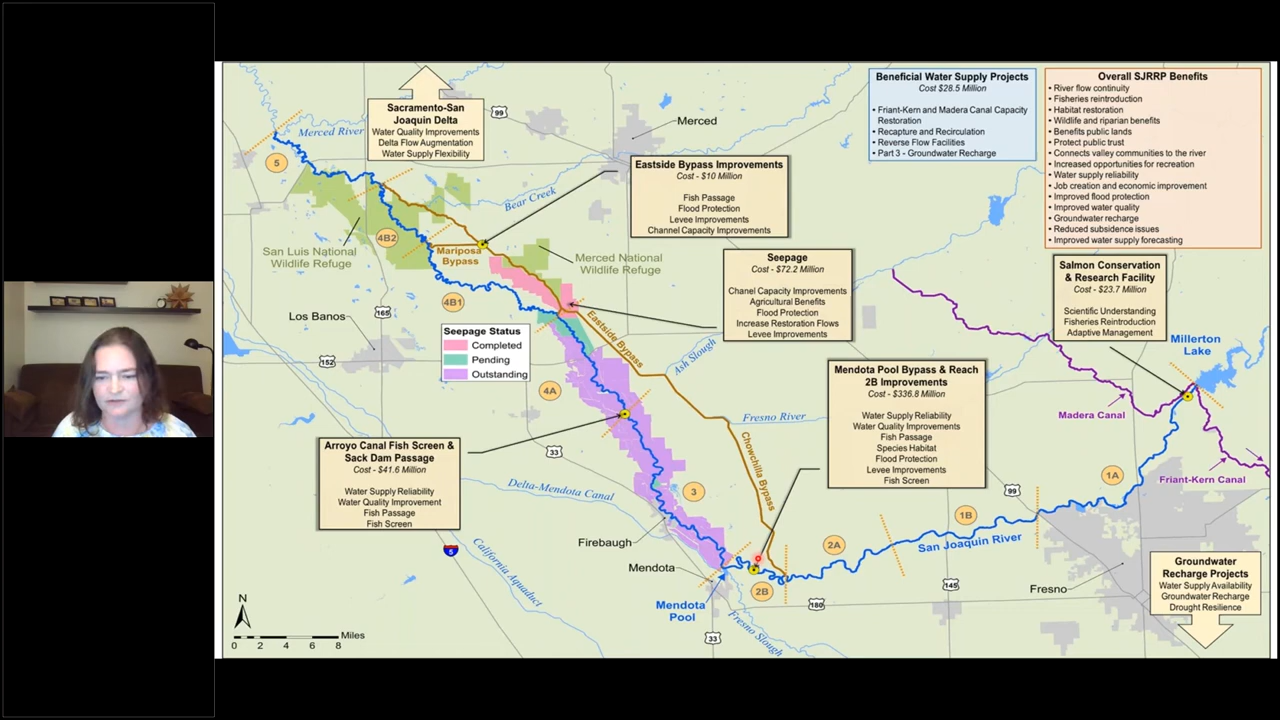 Sacramento-San
Joaquin Delta
Water Quality Improvements
Delta Flow Augmentation
Water Supply Flexibility
Beneficial Water Supply Projects
Cost $28.5 Million
• Friant-Kern and Madera Canal Capacity
Restoration
• Recapture and Recirculation
• Reverse Flow Facilities
• Part 3 - Groundwater Recharge
Overall SJRRP Benefits
• River flow continuity
• Fisheries reintroduction
• Habitat restoration
• Wildlife and riparian benefits
• Benefits public lands
• Protect public trust
• Connects valley communities to the river
• Increased opportunities for recreation
• Water supply reliability
• Job creation and economic improvement
• Improved flood protection
• Improved water quality
• Groundwater recharge
• Reduced subsidence issues
• Improved water supply forecasting
Merced River
99
Merced
5
Eastside Bypass Improvements
Cost - $10 Million
Fish Passage
Flood Protection
Levee Improvements
Channel Capacity Improvements
Bear Creek
4B2
San Luis National
Wildlife Refuge
Mariposa
Bypass
Merced National
Wildlife Refuge
Seepage
Cost - $72.2 Million
Chanel Capacity Improvements
Agricultural Benefits
Flood Protection
Increase Restoration Flows
Levee Improvements
Salmon Conservation
& Research Facility
Cost - $23.7 Million
Scientific Understanding
Fisheries Reintroduction
Adaptive Management
4B1
165
Los Banos
152
Seepage Status
Completed
Pending
Outstanding
Eastside Bypass
Ash Slough
Millerton
Lake
4A
Mendota Pool Bypass & Reach
2B Improvements
Cost - $336.8 Million
Water Supply Reliability
Water Quality Improvements
Fish Passage
Species Habitat
Flood Protection
Levee Improvements
Fish Screen
Fresno River
Madera Canal
Chowchilla Bypass
Arroyo Canal Fish Screen &
Sack Dam Passage
Cost - $41.6 Million
Water Supply Reliability
Water Quality Improvement
Fish Passage
Fish Screen
33
Delta-Mendota Canal
3
99
1A
Friant-Kern Canal
1B
San Joaquin River
2A
Firebaugh
5
California Aquaduct
Mendota
2B
Mendota
Pool
180
145
Fresno
Fresno Slough
33
Groundwater
Recharge Projects
Water Supply Availability
Groundwater Recharge
Drought Resilience
N
Miles
0 2 4 6 8